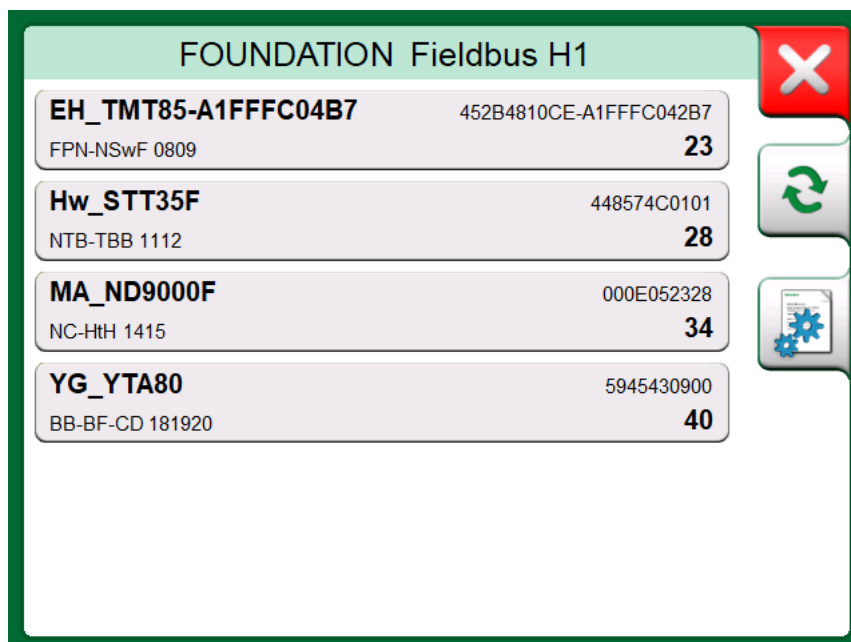 FOUNDATION Fieldbus H1
EH_TMT85-A1FFFC04B7 452B4810CE-A1FFFC042B7
FPN-NSwF 0809 23
Hw_STT35F 448574C0101
NTB-TBB 1112 28
MA_ND9000F 000E052328
NC-HtH 1415 34
YG_YTA80 5945430900
BB-BF-CD 181920 40